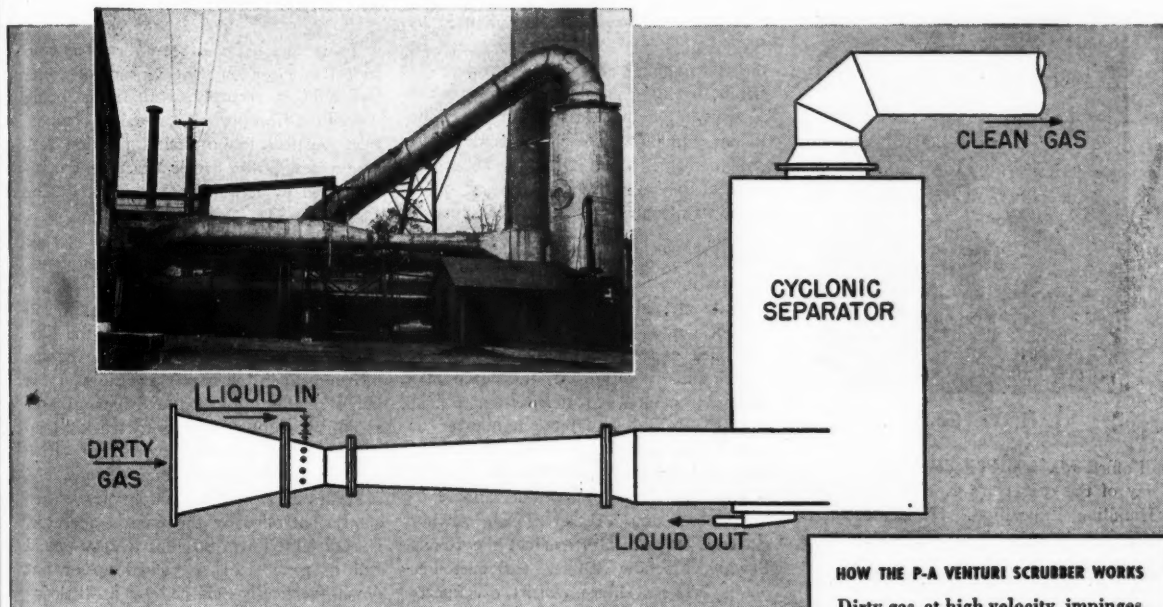 CLEAN GAS
CYCLONIC
SEPARATOR
LIQUID IN
DIRTY
GAS
LIQUID OUT
HOW THE P-A VENTURI SCRUBBER WORKS
Dirty gas, at high velocity, impinges